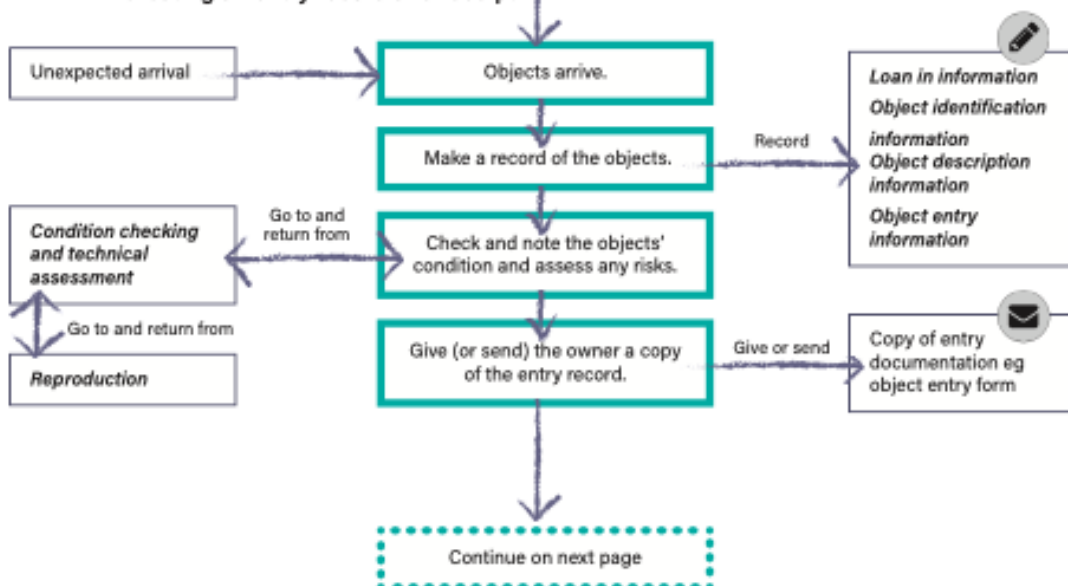 Unexpected arrival
Objects arrive.
Make a record of the objects.
Record
Loan in information
Object identification
information
Object description
information
Object entry
information
Go to and
return from
Condition checking
and technical
assessment
Check and note the objects'
condition and assess any risks.
Go to and return from
Reproduction
Give (or send) the owner a copy
of the entry record.
Give or send
Copy of entry
documentation eg
object entry form
Continue on next page